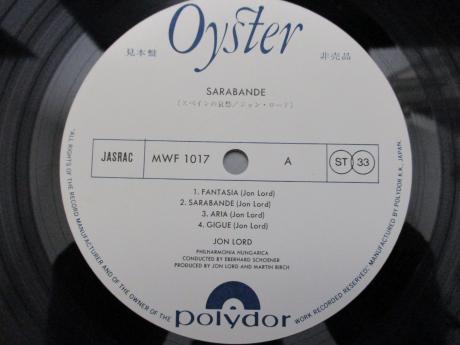 Oyster
見本盤
非売品
SARABANDE
(スペインの哀愁/ジョン・ロード)
JASRAC MWF 1017 A ST 33
1. FANTASIA (Jon Lord)
2. SARABANDE (Jon Lord)
3. ARIA (Jon Lord)
4. GIGUE (Jon Lord)
JON LORD
PHILHARMONIA HUNGARICA
CONDUCTED BY EBERHARD SCHOENER
PRODUCED BY JON LORD AND MARTIN BIRCH
polydor
"ALL RIGHTS OF THE RECORD MANUFACTURER AND OF THE OWNER OF THE WORK RECORDED RESERVED." MANUFACTURED BY POLYDOR K.K., JAPAN.